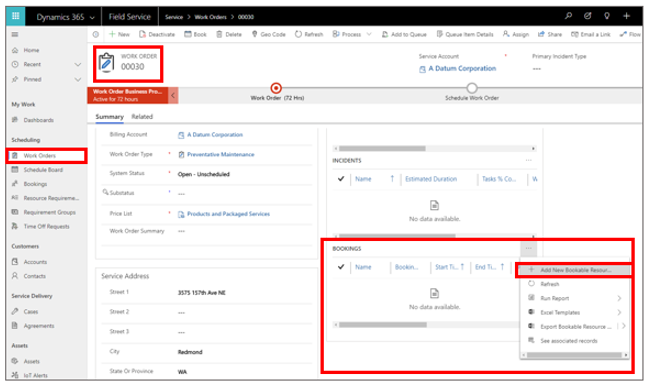 Dynamics 365 Field Service Service > Work Orders > 00030
+ New Deactivate Book Delete Geo Code Refresh Process Add to Queue Queue Item Details Assign Share Email a Link Flow
Home
Recent
Pinned
My Work
Dashboards
Scheduling
Work Orders
Schedule Board
Bookings
Resource Requireme...
Requirement Groups
Time Off Requests
Customers
Accounts
Contacts
Service Delivery
Cases
Agreements
Assets
Assets
IoT Alerts
WORK ORDER
00030
Service Account *
A Datum Corporation
Primary Incident Type
---
Work Order Business Pro...
Active for 72 hours
Work Order (72 Hrs)
Schedule Work Order
Summary Related
Billing Account A Datum Corporation
Work Order Type * Preventative Maintenance
System Status * Open - Unscheduled
Substatus * ---
Price List * Products and Packaged Services
Work Order Summary ---
Service Address
Street 1 3575 157th Ave NE
Street 2 ---
Street 3 ---
City Redmond
State Or Province WA
INCIDENTS ...
Name Estimated Duration Tasks % Co... W
No data available.
BOOKINGS ...
Name Bookin... Start Ti... End Ti...
No data available.
+ Add New Bookable Resour...
Refresh
Run Report
Excel Templates
Export Bookable Resource ...
See associated records